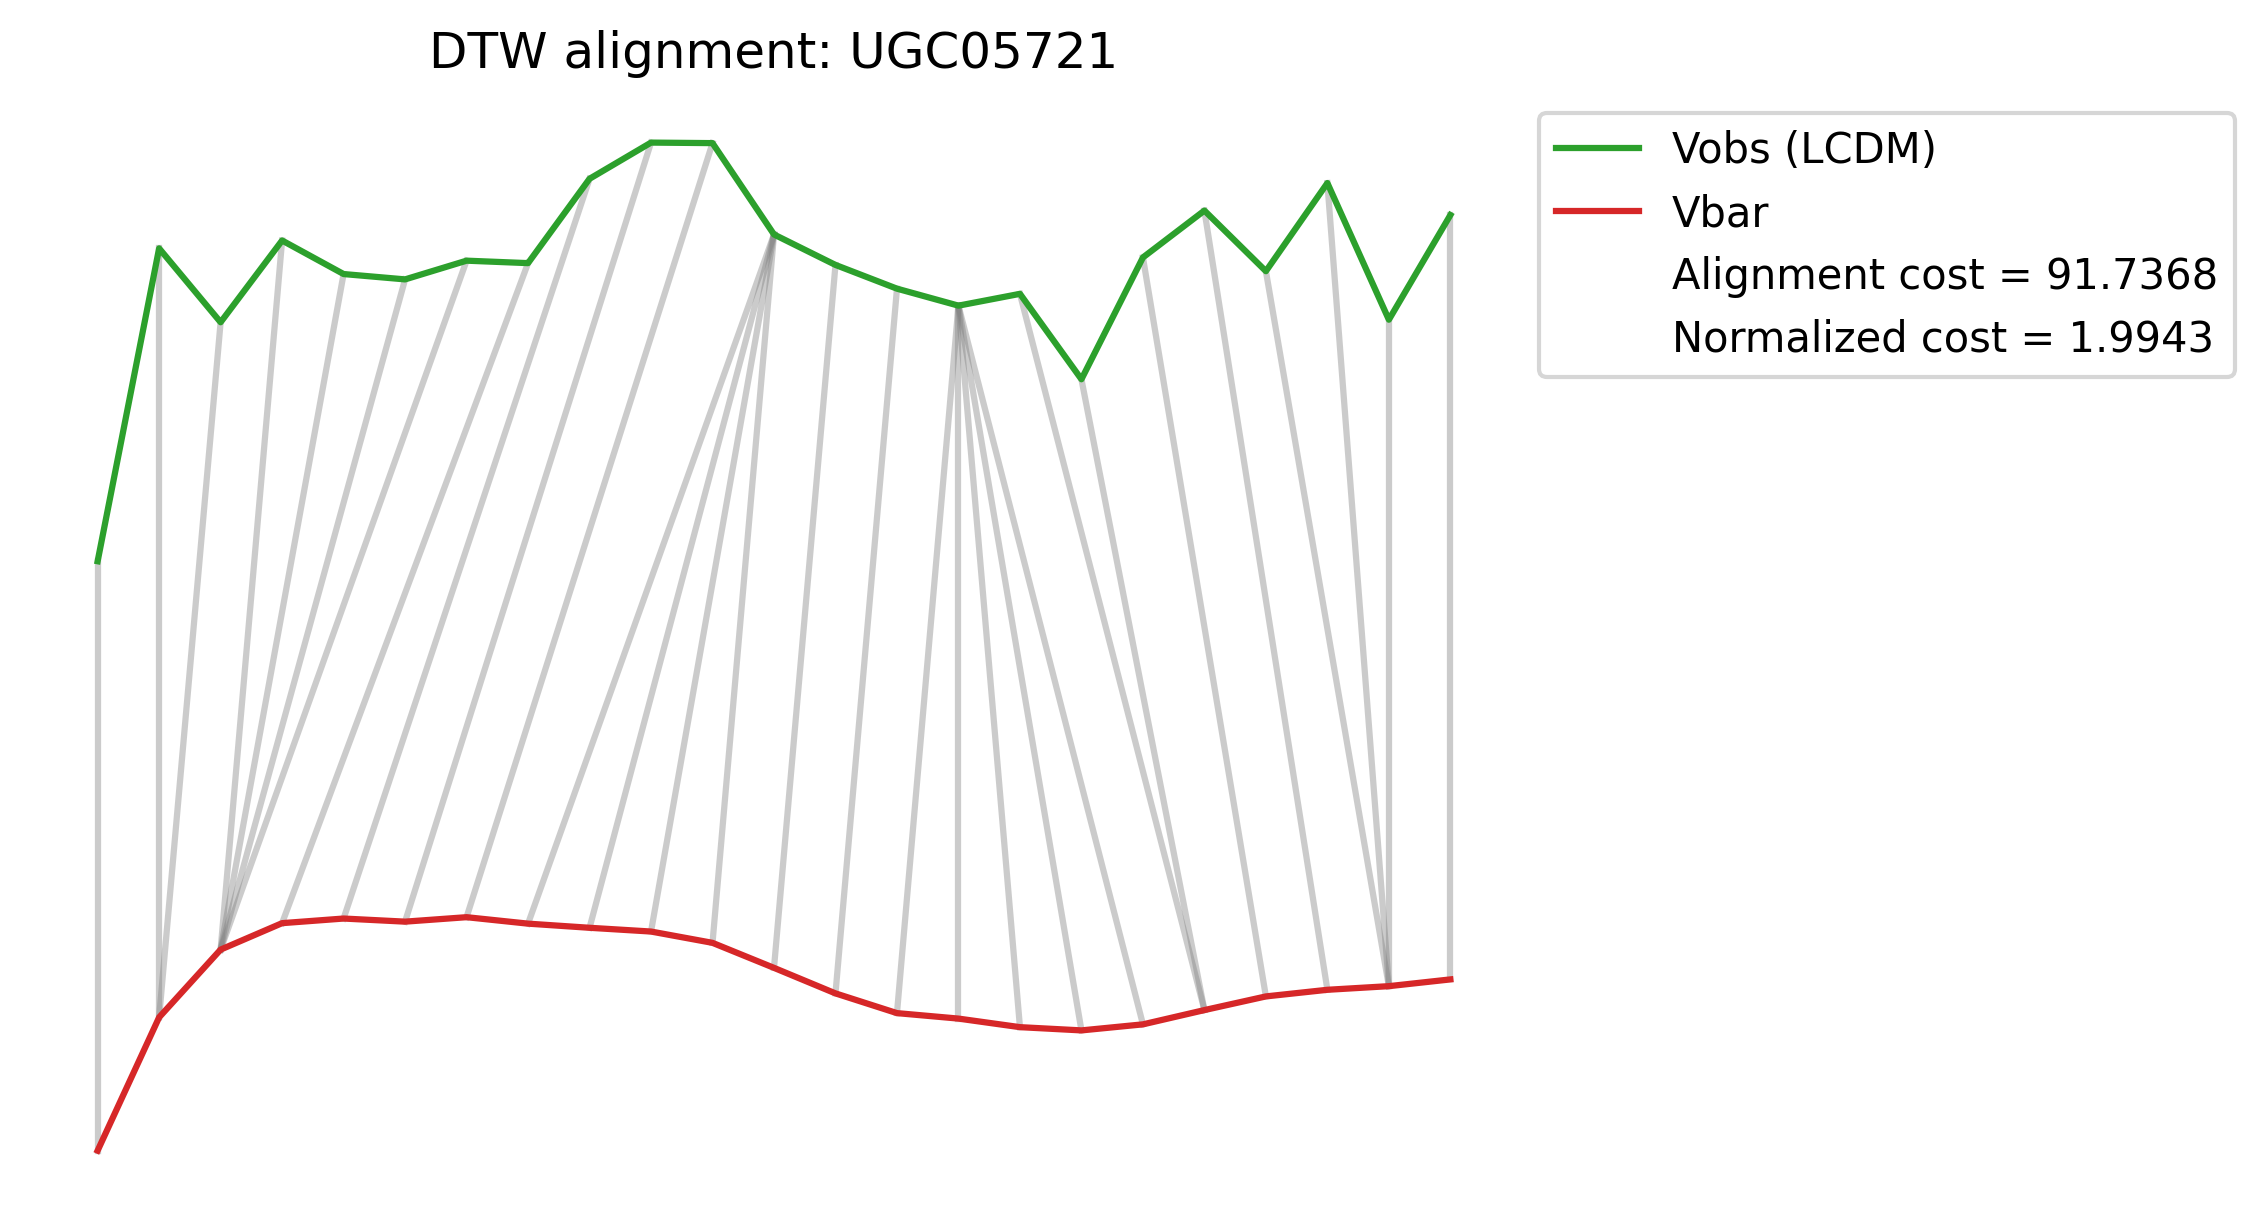 DTW alignment: UGC05721
Vobs (LCDM)
Vbar
Alignment cost = 91.7368
Normalized cost = 1.9943